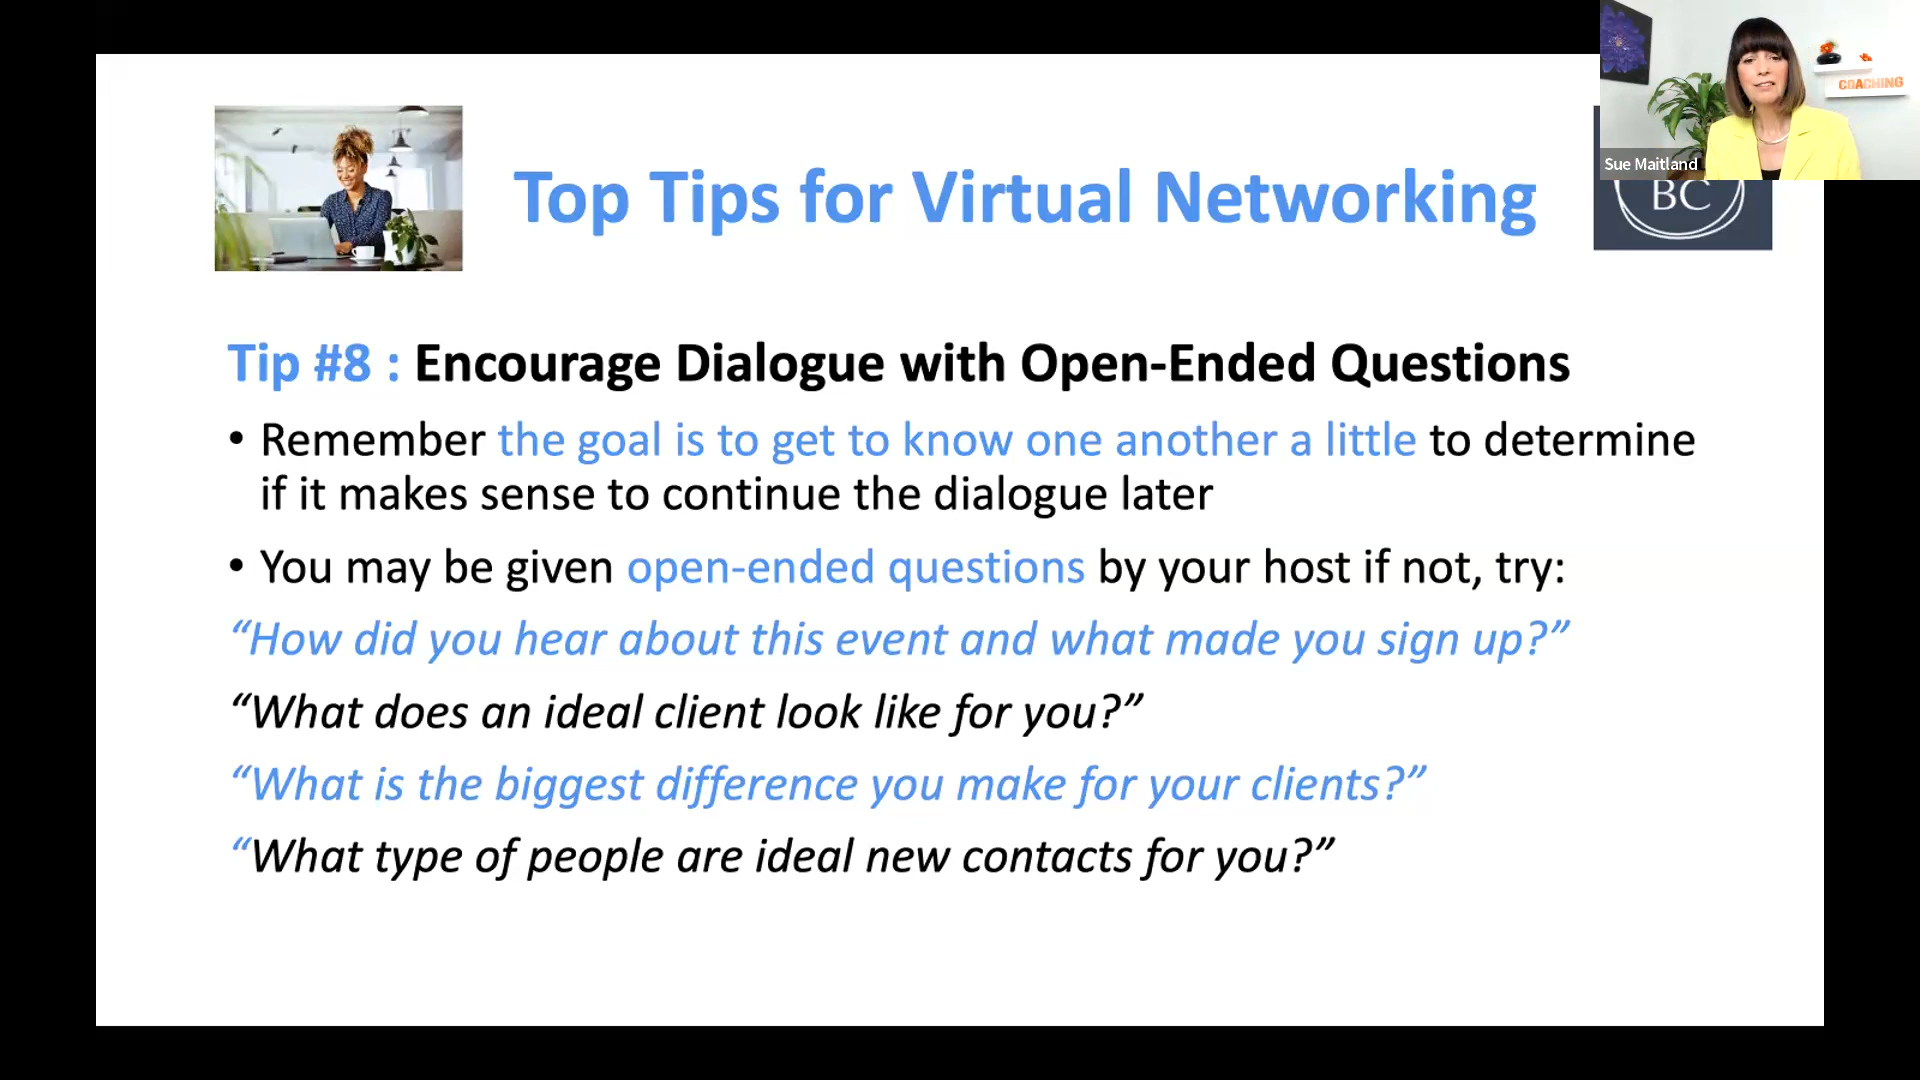 COACHING
Sue Maitland
BC
Top Tips for Virtual Networking
Tip #8 : Encourage Dialogue with Open-Ended Questions
• Remember the goal is to get to know one another a little to determine
if it makes sense to continue the dialogue later
• You may be given open-ended questions by your host if not, try:
“How did you hear about this event and what made you sign up?”
“What does an ideal client look like for you?”
“What is the biggest difference you make for your clients?”
“What type of people are ideal new contacts for you?”